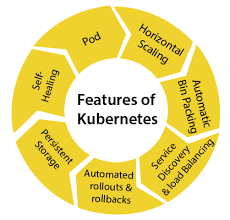 Features of
Kubernetes
Pod
Horizontal
Scaling
Automatic
Bin Packing
Service
Discovery
& load Balancing
Automated
rollouts &
rollbacks
Persistent
Storage
Self-
Healing